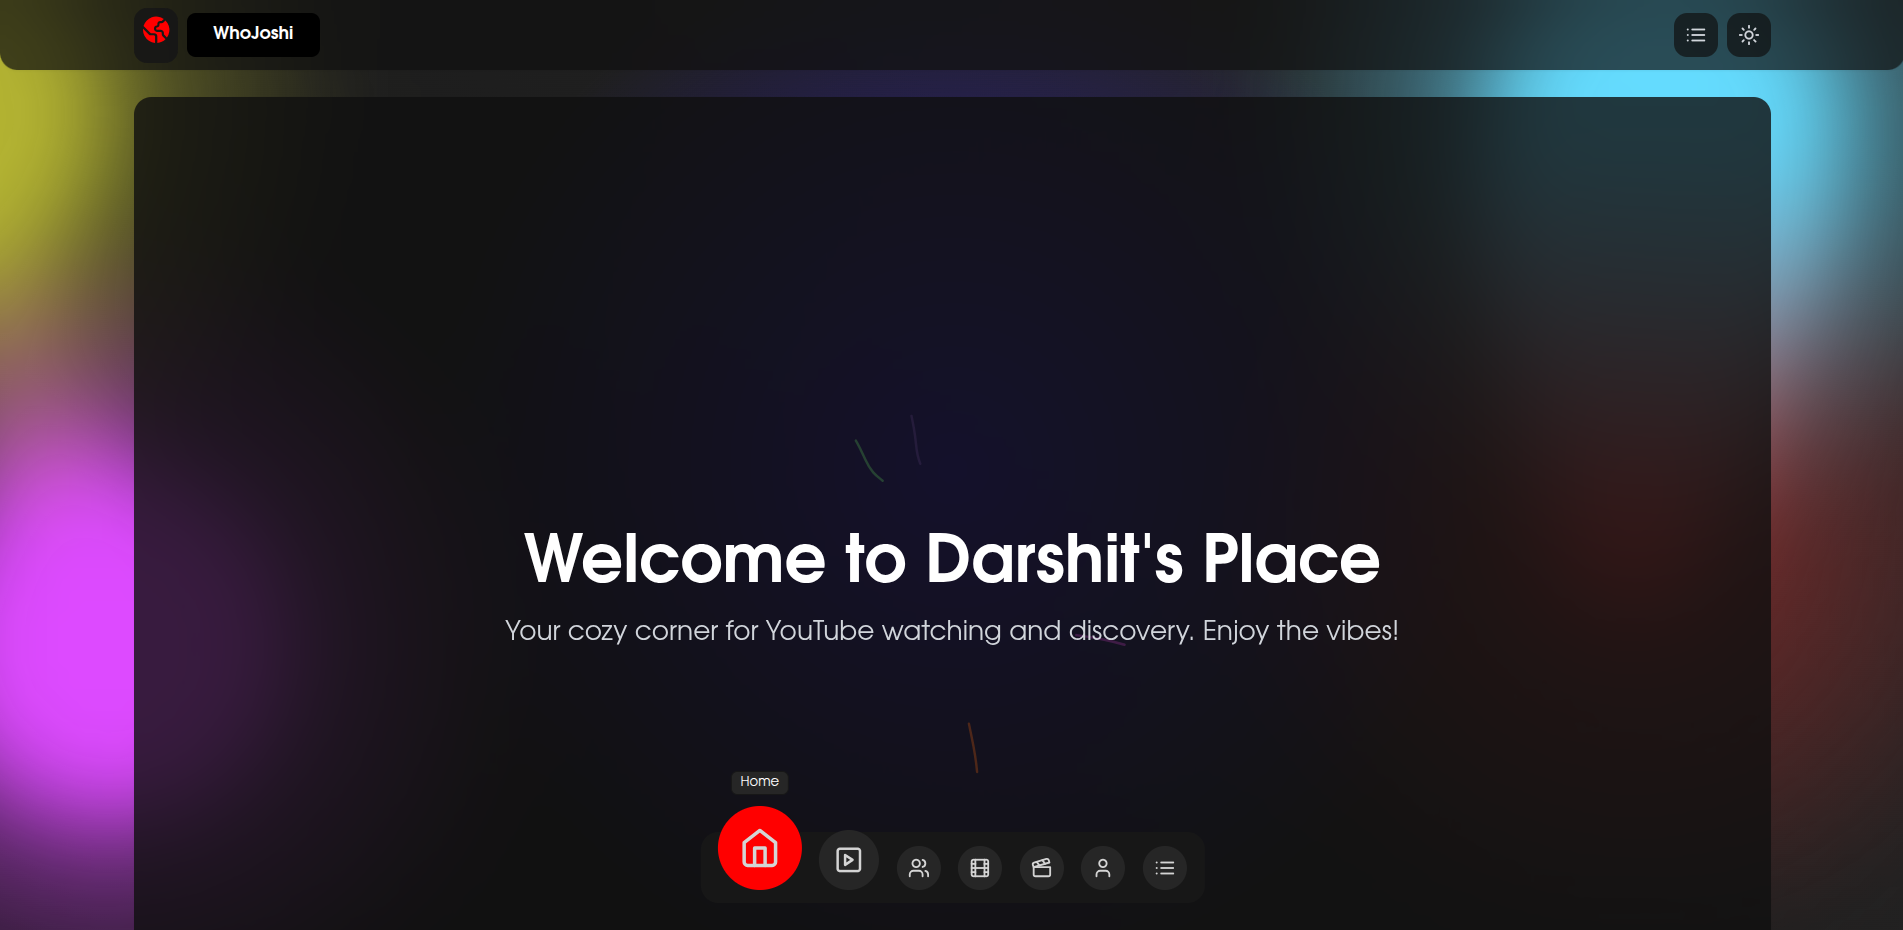 WhoJoshi
Welcome to Darshit's Place
Your cozy corner for YouTube watching and discovery. Enjoy the vibes!
Home